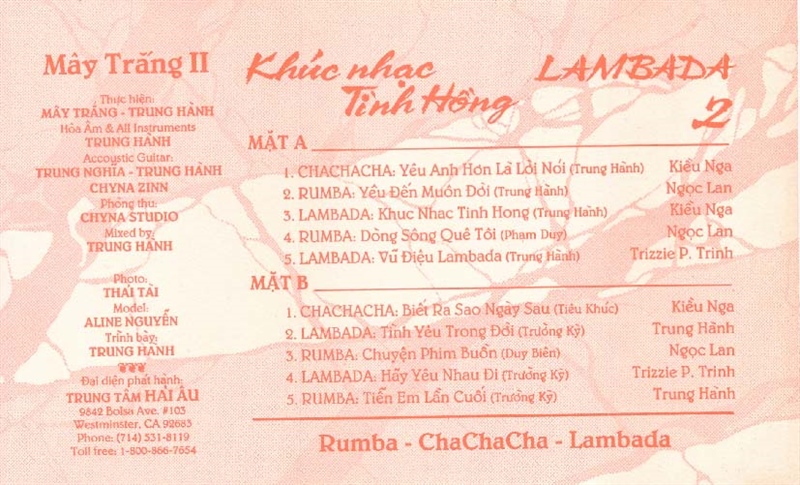 Mây Trắng II
Thực hiện:
MÂY TRẮNG - TRUNG HÀNH
Hòa Âm & All Instruments
TRUNG HÀNH
Accoustic Guitar:
TRUNG NGHĨA - TRUNG HÀNH
CHYNA ZINN
Phòng thu:
CHYNA STUDIO
Mixed by:
TRUNG HÀNH
Photo:
THÁI TÀI
Model:
ALINE NGUYỄN
Trình bày:
TRUNG HÀNH
Đại diện phát hành:
TRUNG TÂM HẢI ÂU
9842 Bolsa Ave. #103
Westminster, CA 92683
Phone: (714) 531-8119
Toll free: 1-800-866-7654
Khúc nhạc LAMBADA
Tình Hồng 2
MẶT A
1. CHACHACHA: Yêu Anh Hơn Là Lời Nói (Trung Hành) Kiều Nga
2. RUMBA: Yêu Đến Muôn Đời (Trung Hành) Ngọc Lan
3. LAMBADA: Khuc Nhac Tinh Hong (Trung Hành) Kiều Nga
4. RUMBA: Dòng Sông Quê Tôi (Phạm Duy) Ngọc Lan
5. LAMBADA: Vũ Điệu Lambada (Trung Hành) Trizzie P. Trinh
MẶT B
1. CHACHACHA: Biết Ra Sao Ngày Sau (Tiêu Khúc) Kiều Nga
2. LAMBADA: Tình Yêu Trong Đời (Trường Kỳ) Trung Hành
3. RUMBA: Chuyện Phim Buồn (Duy Biên) Ngọc Lan
4. LAMBADA: Hãy Yêu Nhau Đi (Trường Kỳ) Trizzie P. Trinh
5. RUMBA: Tiễn Em Lần Cuối (Trường Kỳ) Trung Hành
Rumba - ChaChaCha - Lambada